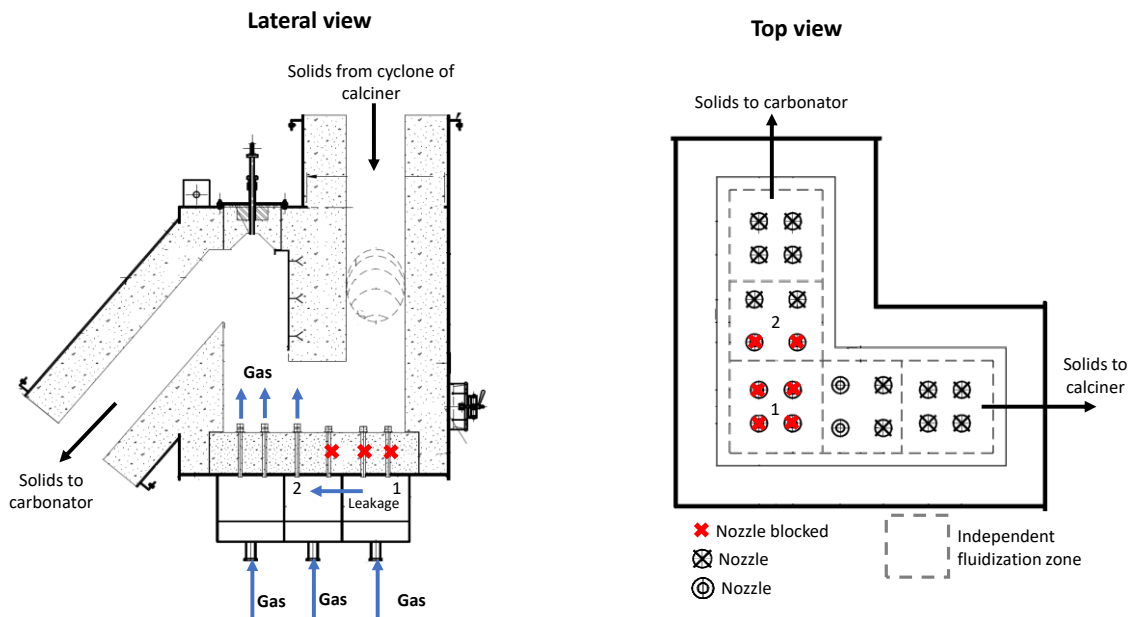 Lateral view
Solids from cyclone of
calciner
Gas
Solids to
carbonator
2
1
Leakage
Gas
Gas
Gas
Top view
Solids to carbonator
2
1
Solids to
calciner
Nozzle blocked
Nozzle
Nozzle
Independent
fluidization zone